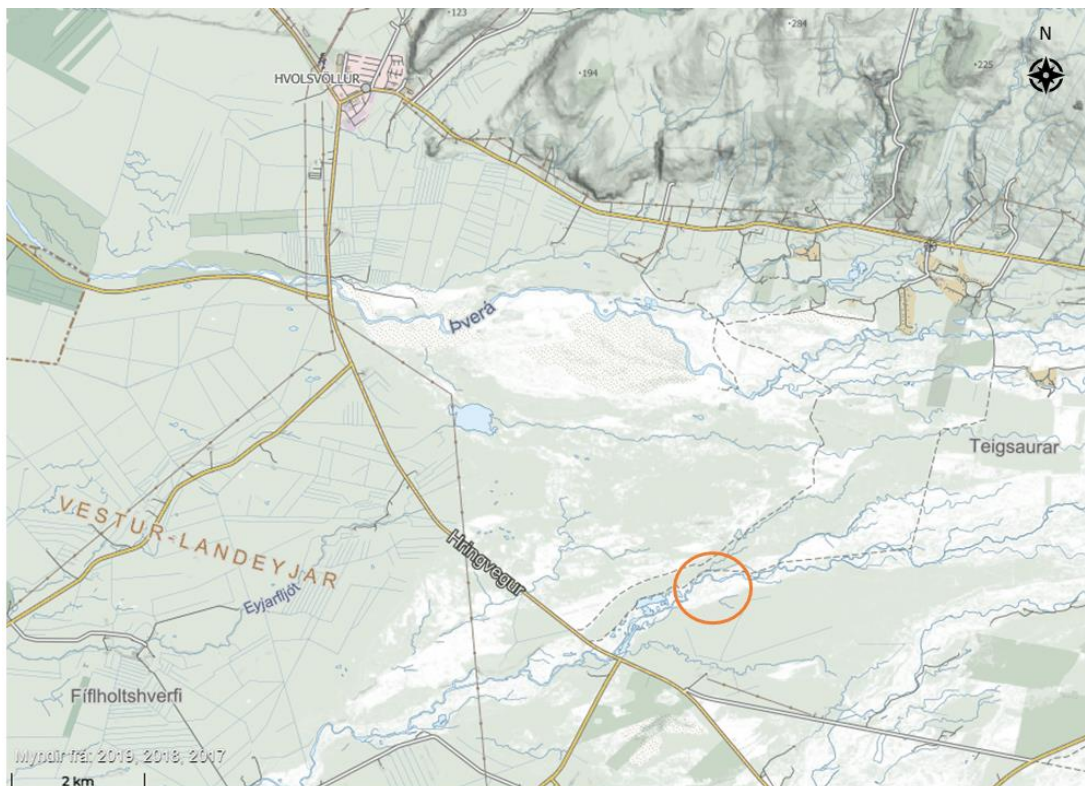 123
284
N
194
225
HVOLSVÖLLUR
Þverá
Teigsaurar
VESTUR-LANDEYJAR
Hringvegur
Eyjarfljót
Fíflholtshverfi
Myndir frá: 2019, 2018, 2017
2 km